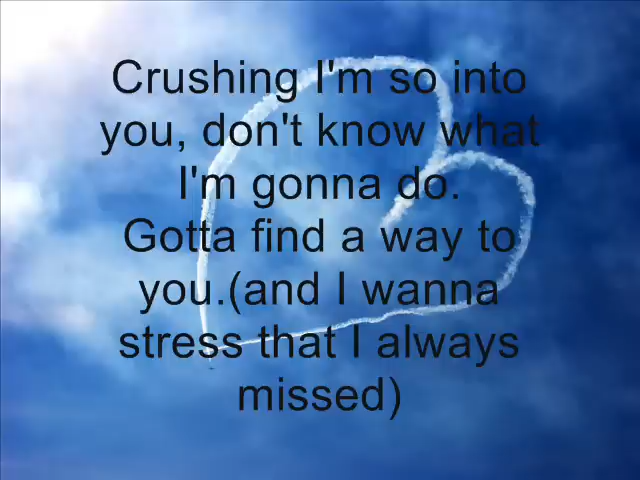 Crushing I'm so into
you, don't know what
I'm gonna do.
Gotta find a way to
you.(and I wanna
stress that I always
missed)